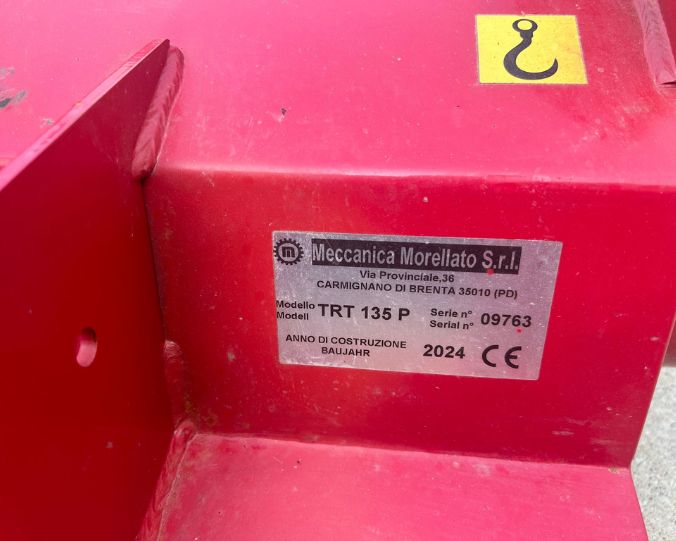 M
Meccanica Morellato S.r.l.
Via Provinciale,36
CARMIGNANO DI BRENTA 35010 (PD)
Modello
Modell
TRT 135 P
Serie n°
Serial n°
09763
ANNO DI COSTRUZIONE
BAUJAHR
2024 CE